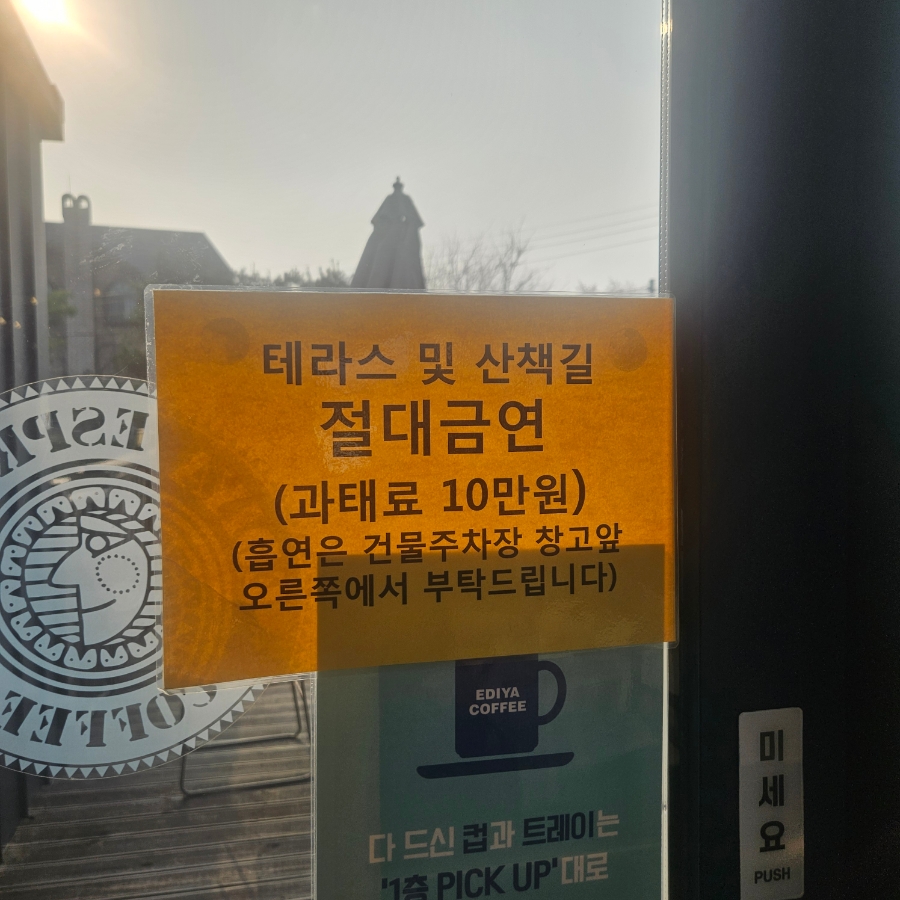 테라스 및 산책길
절대금연
(과태료 10만원)
(흡연은 건물주차장 창고앞
오른쪽에서 부탁드립니다)
ESPR
COFFEE
EDIYA
COFFEE
다 드신 컵과 트레이는
'1층 PICK UP'대로
미세요
PUSH